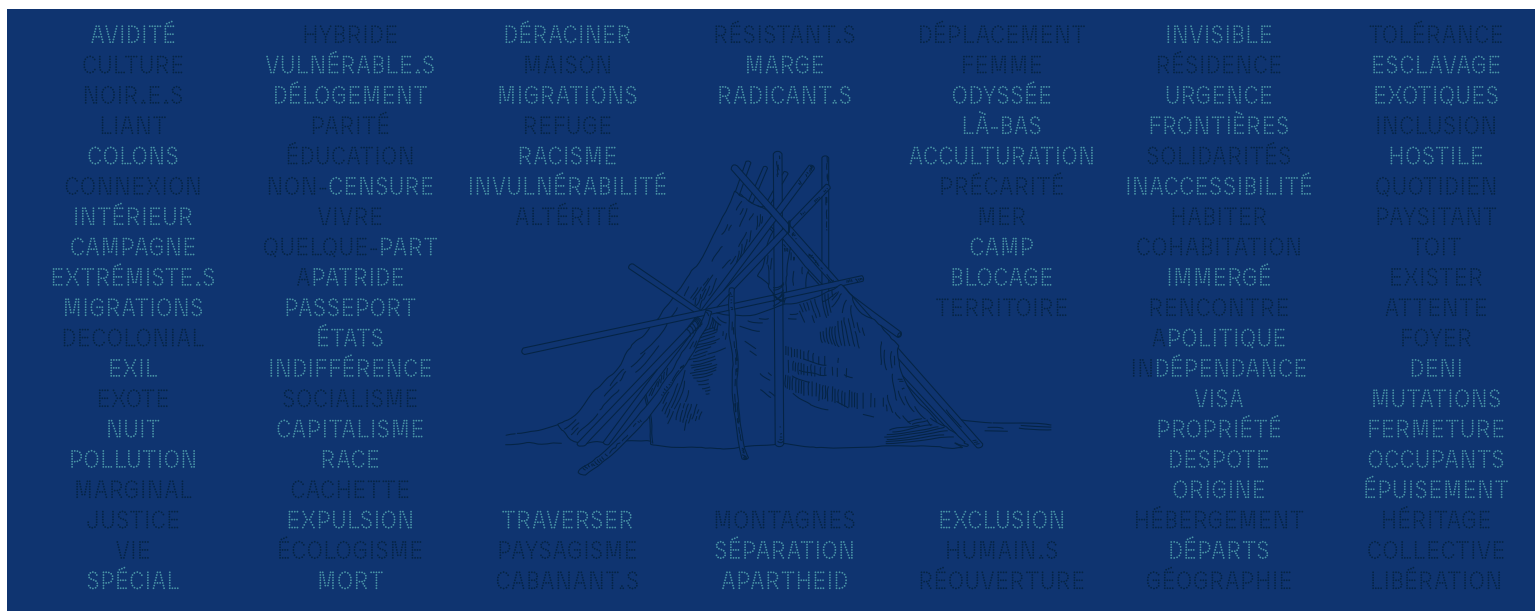 AVIDITÉ HYBRIDE DÉRACINER RÉSISTANT.S DÉPLACEMENT INVISIBLE TOLÉRANCE
CULTURE VULNÉRABLE.S MAISON MARGE FEMME RÉSIDENCE ESCLAVAGE
NOIR.E.S DÉLOGEMENT MIGRATIONS RADICANT.S ODYSSÉE URGENCE EXOTIQUES
LIANT PARITÉ REFUGE LÀ-BAS FRONTIÈRES INCLUSION
COLONS ÉDUCATION RACISME ACCULTURATION SOLIDARITÉS HOSTILE
CONNEXION NON-CENSURE INVULNÉRABILITÉ PRÉCARITÉ INACCESSIBILITÉ QUOTIDIEN
INTÉRIEUR VIVRE ALTÉRITÉ MER HABITER PAYSITANT
CAMPAGNE QUELQUE-PART CAMP COHABITATION TOIT
EXTRÉMISTE.S APATRIDE BLOCAGE IMMERGÉ EXISTER
MIGRATIONS PASSEPORT TERRITOIRE RENCONTRE ATTENTE
DECOLONIAL ÉTATS APOLITIQUE FOYER
EXIL INDIFFÉRENCE INDÉPENDANCE DENI
EXOTE SOCIALISME VISA MUTATIONS
NUIT CAPITALISME PROPRIÉTÉ FERMETURE
POLLUTION RACE DESPOTE OCCUPANTS
MARGINAL CACHETTE ORIGINE ÉPUISEMENT
JUSTICE EXPULSION TRAVERSER MONTAGNES EXCLUSION HÉBERGEMENT HÉRITAGE
VIE ÉCOLOGISME PAYSAGISME SÉPARATION HUMAIN.S DÉPARTS COLLECTIVE
SPÉCIAL MORT CABANANT.S APARTHEID RÉOUVERTURE GÉOGRAPHIE LIBÉRATION